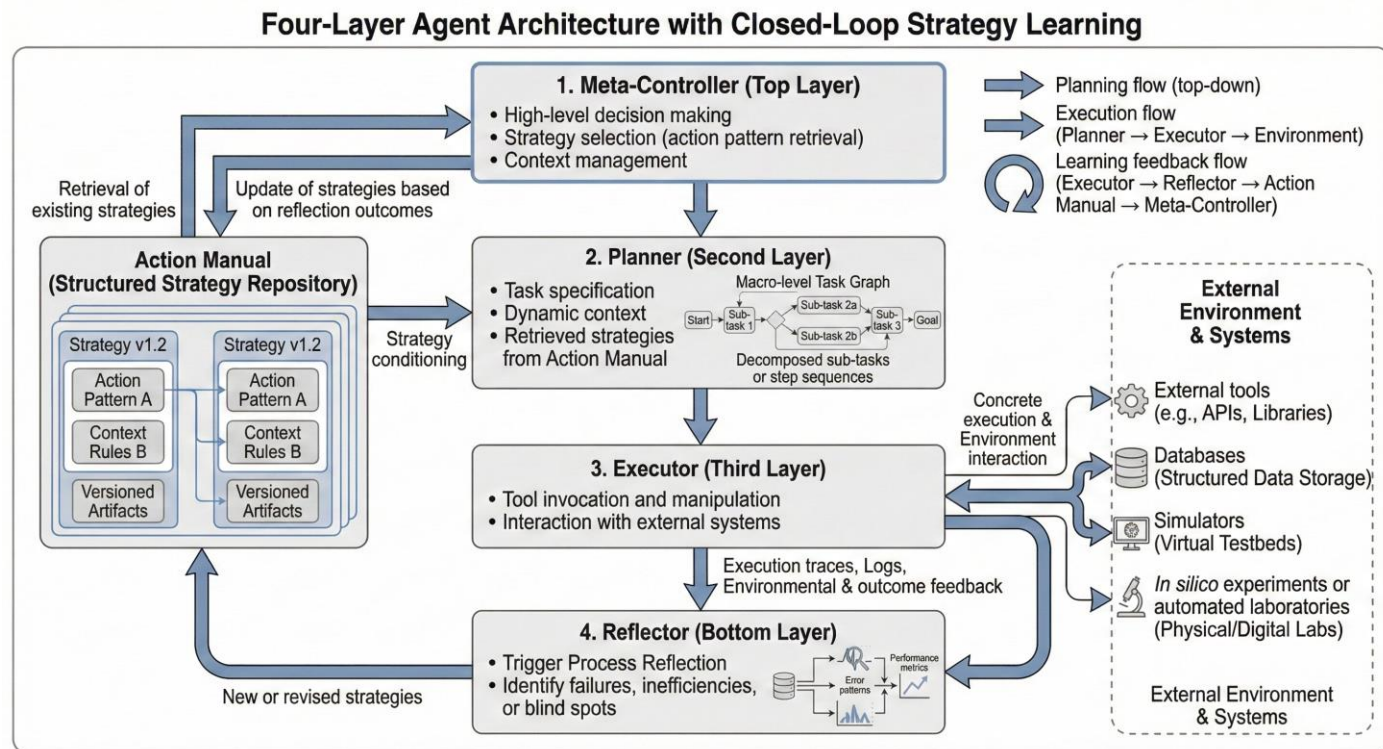 Four-Layer Agent Architecture with Closed-Loop Strategy Learning
1. Meta-Controller (Top Layer)
• High-level decision making
• Strategy selection (action pattern retrieval)
• Context management
Planning flow (top-down)
Execution flow
(Planner → Executor → Environment)
Learning feedback flow
(Executor → Reflector → Action
Manual → Meta-Controller)
Retrieval of
existing strategies
Update of strategies based
on reflection outcomes
Action Manual
(Structured Strategy Repository)
Strategy v1.2
Action
Pattern A
Context
Rules B
Versioned
Artifacts
Strategy v1.2
Action
Pattern A
Context
Rules B
Versioned
Artifacts
Strategy
conditioning
2. Planner (Second Layer)
• Task specification
• Dynamic context
• Retrieved strategies
from Action Manual
Macro-level Task Graph
Start
Sub-
task 1
Sub-task 2a
Sub-task 2b
Sub-
task 3
Goal
Decomposed sub-tasks
or step sequences
3. Executor (Third Layer)
• Tool invocation and manipulation
• Interaction with external systems
Concrete
execution &
Environment
interaction
External
Environment
& Systems
External tools
(e.g., APIs, Libraries)
Databases
(Structured Data Storage)
Simulators
(Virtual Testbeds)
In silico experiments or
automated laboratories
(Physical/Digital Labs)
External Environment
& Systems
Execution traces, Logs,
Environmental & outcome feedback
4. Reflector (Bottom Layer)
• Trigger Process Reflection
• Identify failures, inefficiencies,
or blind spots
Error
patterns
Performance
metrics
New or revised strategies